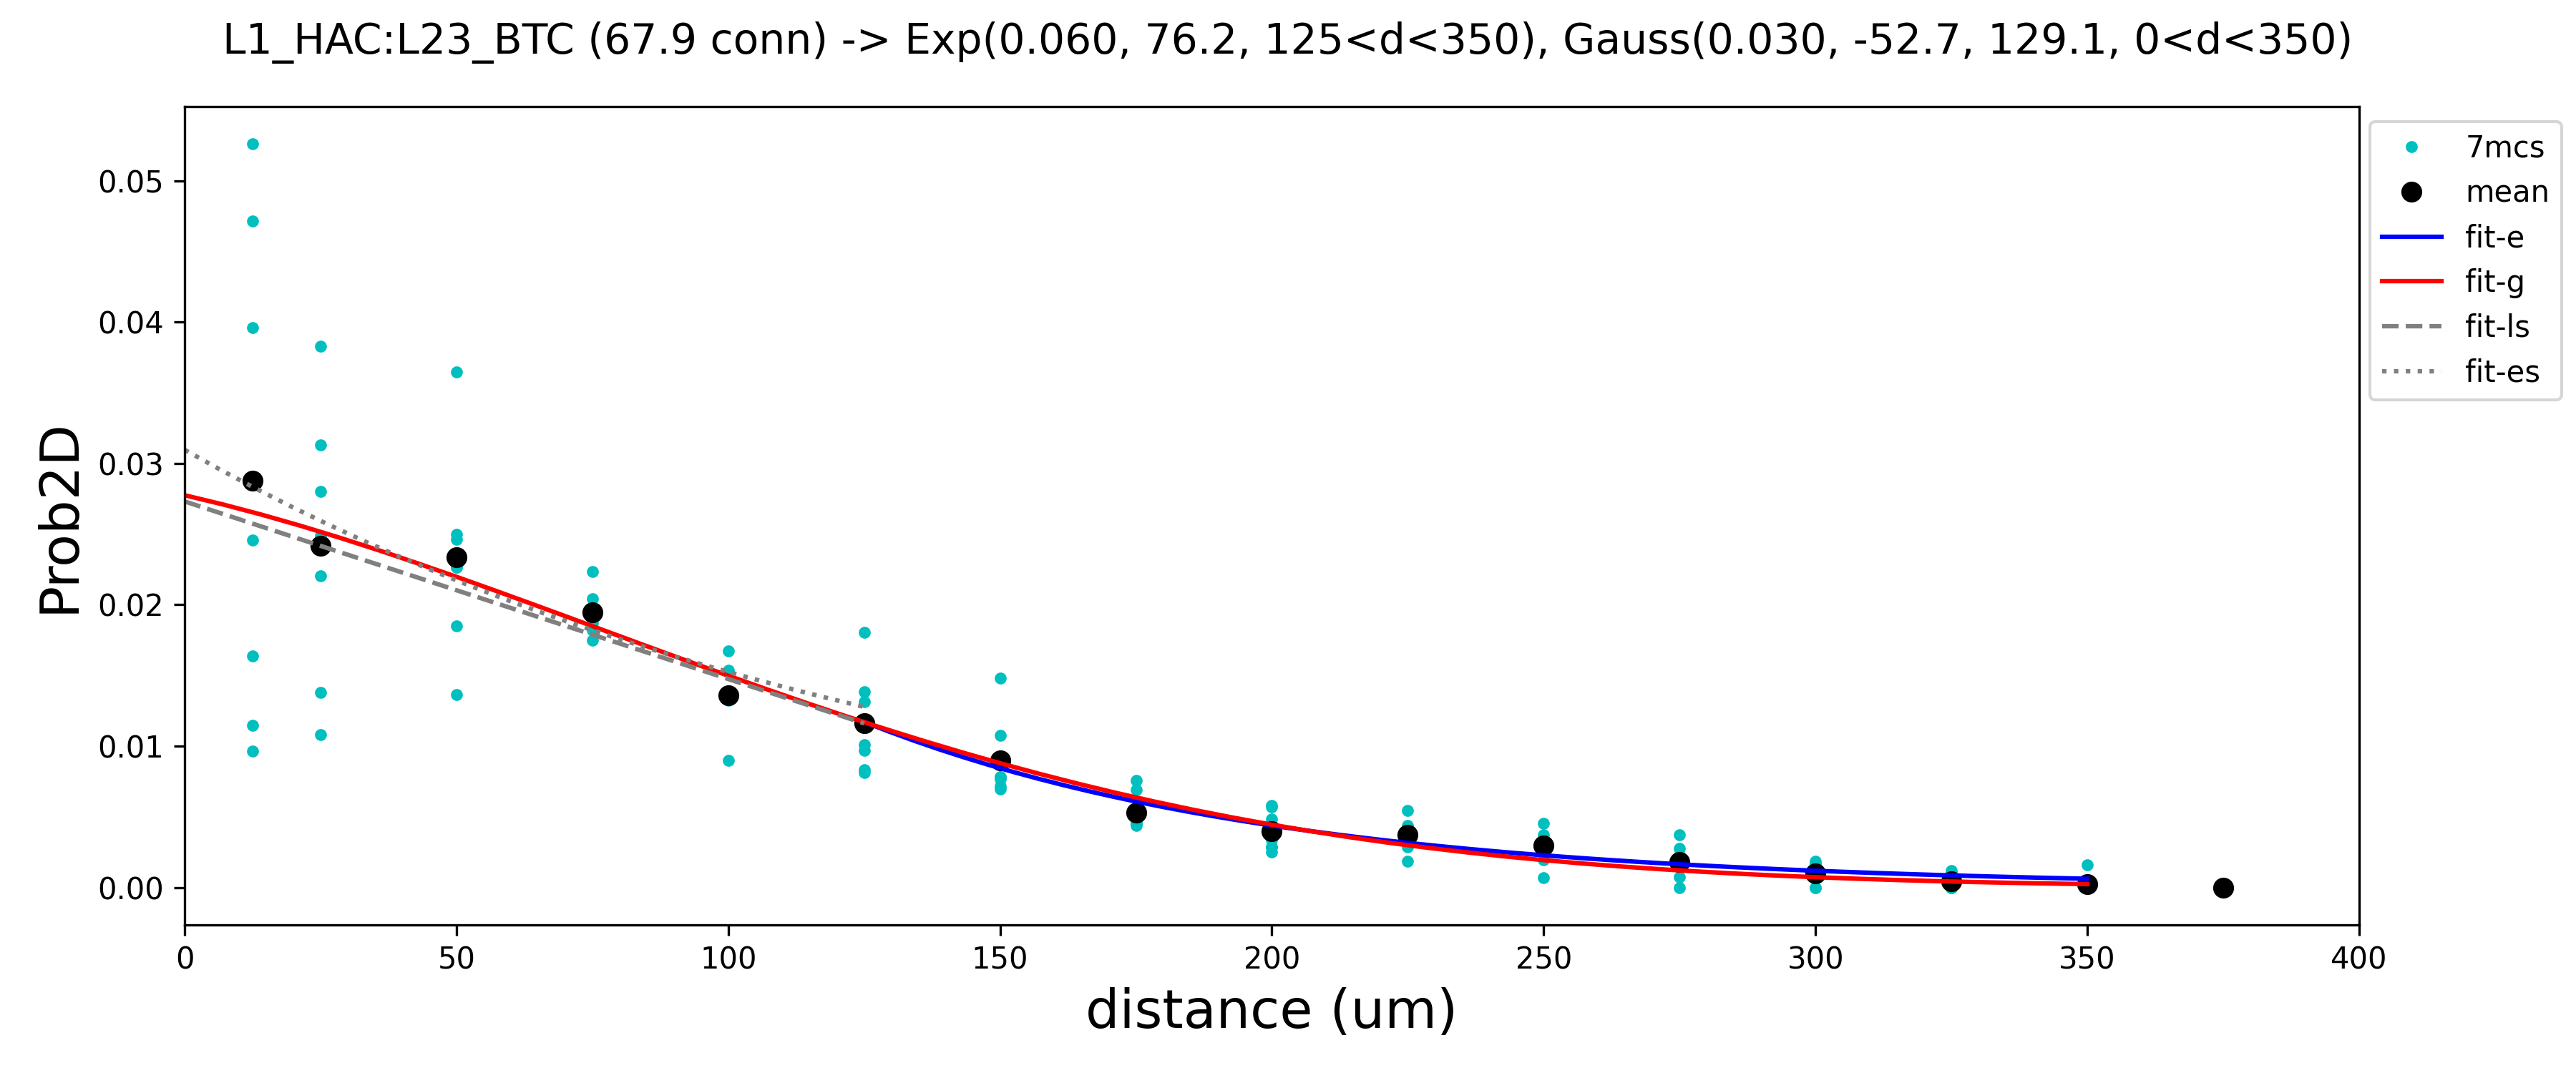 L1_HAC:L23_BTC (67.9 conn) -> Exp(0.060, 76.2, 125<d<350), Gauss(0.030, -52.7, 129.1, 0<d<350)
Prob2D
0.05
0.04
0.03
0.02
0.01
0.00
0 50 100 150 200 250 300 350 400
distance (um)
7mcs
mean
fit-e
fit-g
fit-ls
fit-es